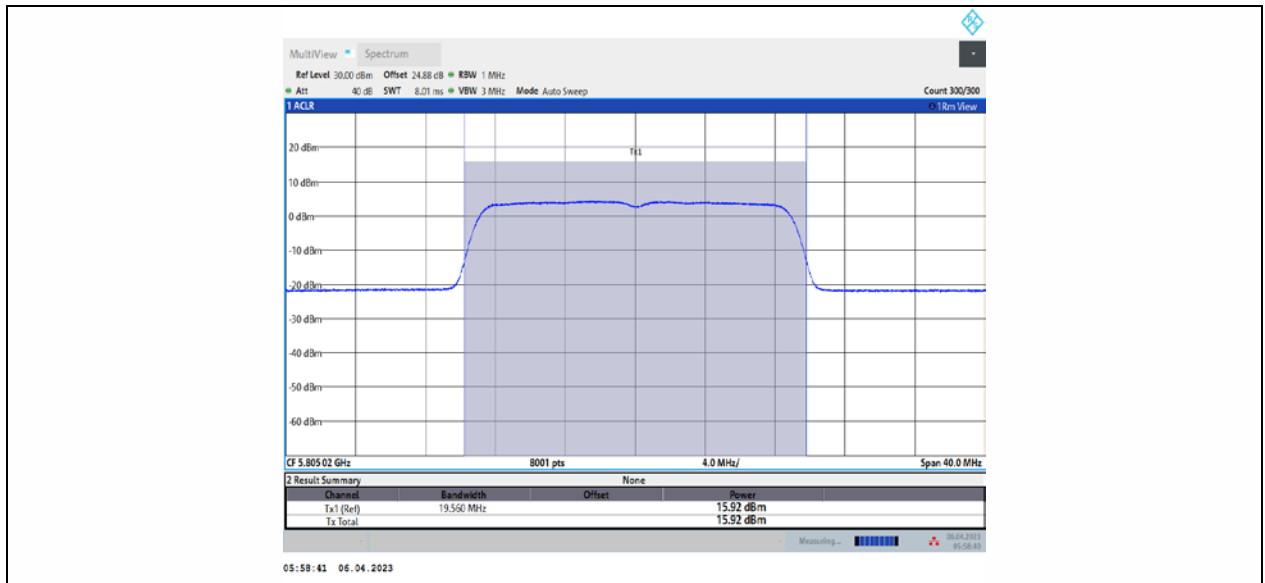 R S
MultiView Spectrum
Ref Level 30.00 dBm Offset 24.88 dB RBW 1 MHz
Att 40 dB SWT 8.01 ms VBW 3 MHz Mode Auto Sweep Count 300/300
1 ACLR 1Rm View
20 dBm
Tx1
10 dBm
0 dBm
-10 dBm
-20 dBm
-30 dBm
-40 dBm
-50 dBm
-60 dBm
CF 5.805 02 GHz 8001 pts 4.0 MHz/ Span 40.0 MHz
2 Result Summary None
Channel Bandwidth Offset Power
Tx1 (Ref) 19.560 MHz 15.92 dBm
Tx Total 15.92 dBm
Measuring... 06.04.2023
05:58:40
05:58:41 06.04.2023